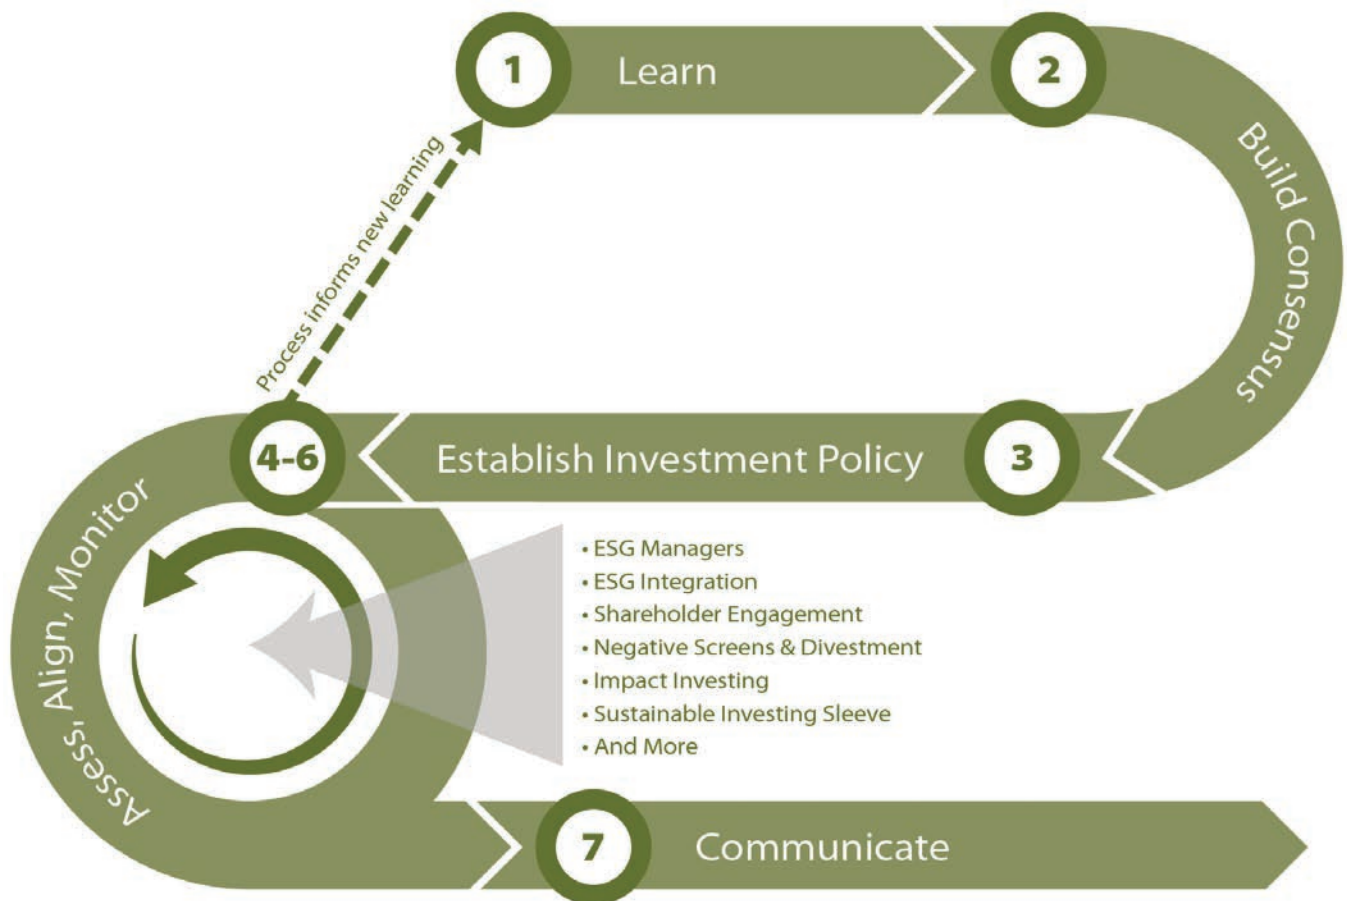 1
Learn
2
Build Consensus
Process informs new learning
4-6
Establish Investment Policy
3
Assess, Align, Monitor
• ESG Managers
• ESG Integration
• Shareholder Engagement
• Negative Screens & Divestment
• Impact Investing
• Sustainable Investing Sleeve
• And More
7
Communicate